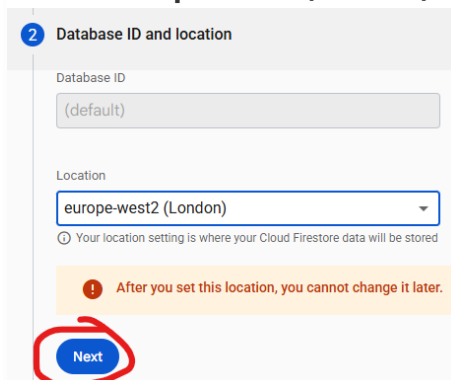 2 Database ID and location
Database ID
(default)
Location
europe-west2 (London)
Your location setting is where your Cloud Firestore data will be stored
After you set this location, you cannot change it later.
Next